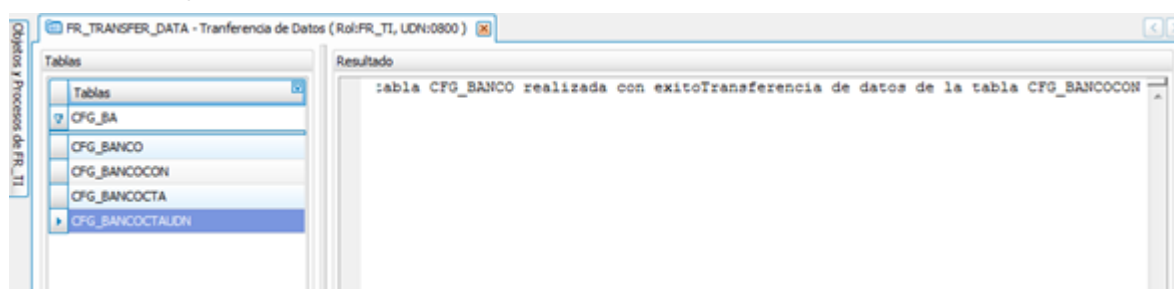 FR_TRANSFER_DATA - Tranferencia de Datos ( Rol:FR_TI, UDN:0800 )
Objetos y Procesos de FR_TI
Tablas
Resultado
Tablas
CFG_BA
CFG_BANCO
CFG_BANCOCON
CFG_BANCOCTA
CFG_BANCOCTAUDN
tabla CFG_BANCO realizada con exitoTransferencia de datos de la tabla CFG_BANCOCON